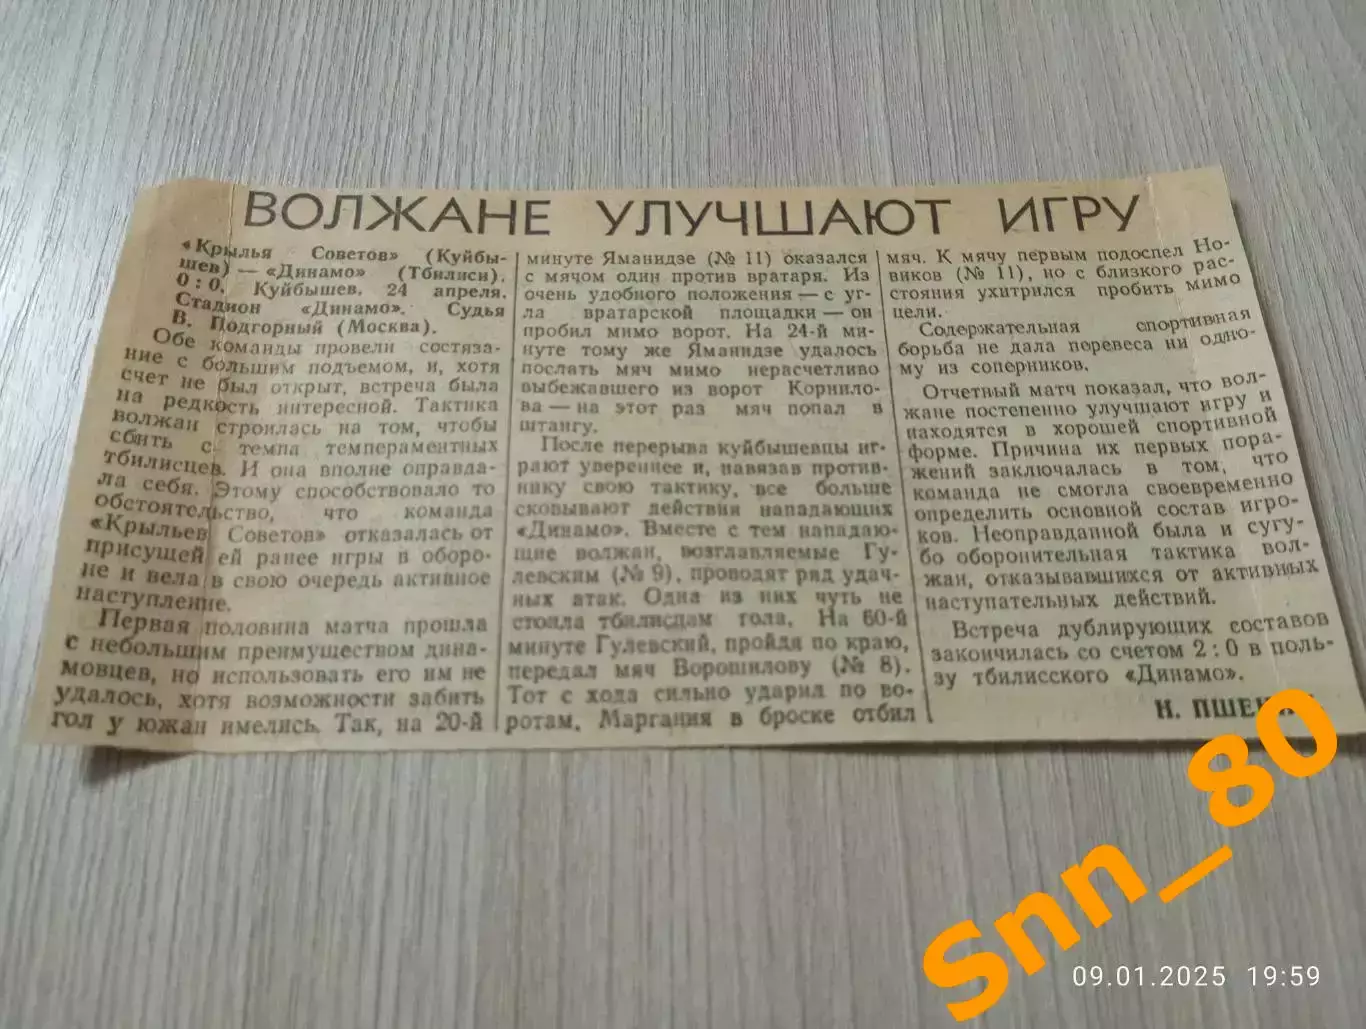 ВОЛЖАНЕ УЛУЧШАЮТ ИГРУ
«Крылья Советов» (Куйбы-
шев) — «Динамо» (Тбилиси).
0 : 0. Куйбышев. 24 апреля.
Стадион «Динамо». Судья
В. Подгорный (Москва).
Обе команды провели состяза-
ние с большим подъемом, и, хотя
счет не был открыт, встреча была
на редкость интересной. Тактика
волжан строилась на том, чтобы
сбить с темпа темпераментных
тбилисцев. И она вполне оправда-
ла себя. Этому способствовало то
обстоятельство, что команда
«Крыльев Советов» отказалась от
присущей ей ранее игры в оборо-
не и вела в свою очередь активное
наступление.
Первая половина матча прошла
с небольшим преимуществом дина-
мовцев, но использовать его им не
удалось, хотя возможности забить
гол у южан имелись. Так, на 20-й
минуте Яманидзе (№ 11) оказался
с мячом один против вратаря. Из
очень удобного положения — с уг-
ла вратарской площадки — он
пробил мимо ворот. На 24-й ми-
нуте тому же Яманидзе удалось
послать мяч мимо нерасчетливо
выбежавшего из ворот Корнило-
ва — на этот раз мяч попал в
штангу.
После перерыва куйбышевцы иг-
рают увереннее и, навязав против-
нику свою тактику, все больше
сковывают действия нападающих
«Динамо». Вместе с тем нападаю-
щие волжан, возглавляемые Гу-
левским (№ 9), проводят ряд удач-
ных атак. Одна из них чуть не
стоила тбилисцам гола. На 60-й
минуте Гулевский, пройдя по краю,
передал мяч Ворошилову (№ 8).
Тот с хода сильно ударил по во-
ротам. Маргания в броске отбил
мяч. К мячу первым подоспел Но-
виков (№ 11), но с близкого рас-
стояния ухитрился пробить мимо
цели.
Содержательная спортивная
борьба не дала перевеса ни одно-
му из соперников.
Отчетный матч показал, что вол-
жане постепенно улучшают игру и
находятся в хорошей спортивной
форме. Причина их первых пора-
жений заключалась в том, что
команда не смогла своевременно
определить основной состав игро-
ков. Неоправданной была и сугу-
бо оборонительная тактика вол-
жан, отказывавшихся от активных
наступательных действий.
Встреча дублирующих составов
закончилась со счетом 2 : 0 в поль-
зу тбилисского «Динамо».
Н.
Snn_80
09.01.2025 19:59